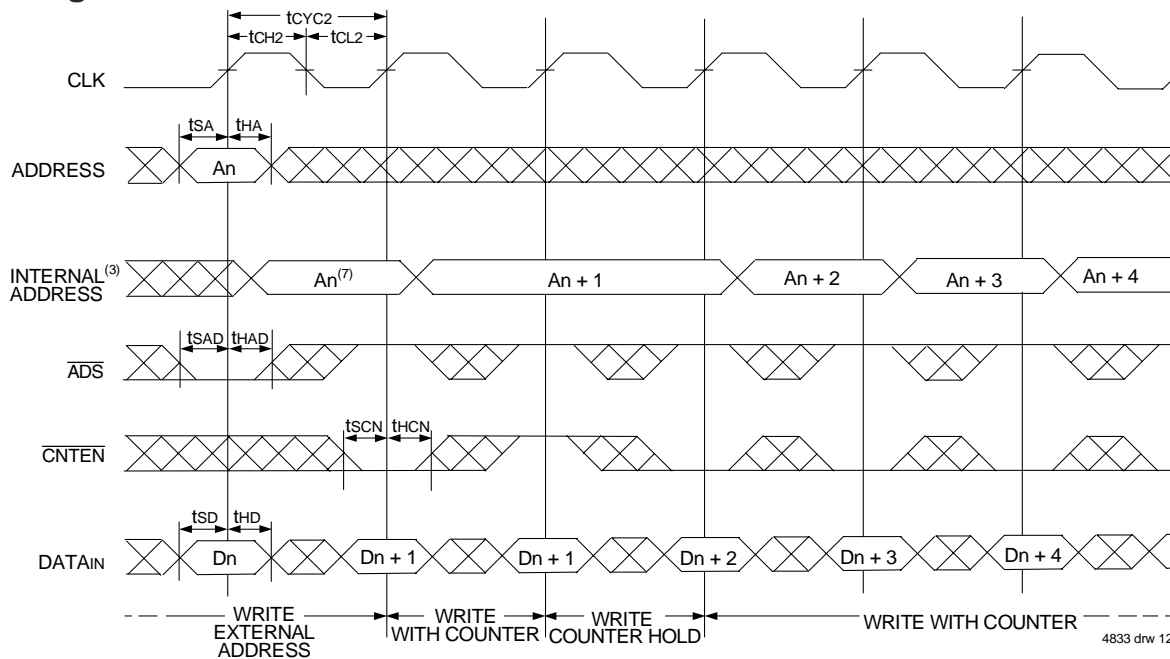 tCYC2
tCH2 tCL2
CLK
tSA tHA
ADDRESS An
INTERNAL(3)
ADDRESS
An(7) An + 1 An + 2 An + 3 An + 4
tSAD tHAD
ADS
tSCN tHCN
CNTEN
tSD tHD
DATAIN Dn Dn + 1 Dn + 1 Dn + 2 Dn + 3 Dn + 4
WRITE
EXTERNAL
ADDRESS
WRITE
WITH COUNTER
WRITE
COUNTER HOLD
WRITE WITH COUNTER
4833 drw 12